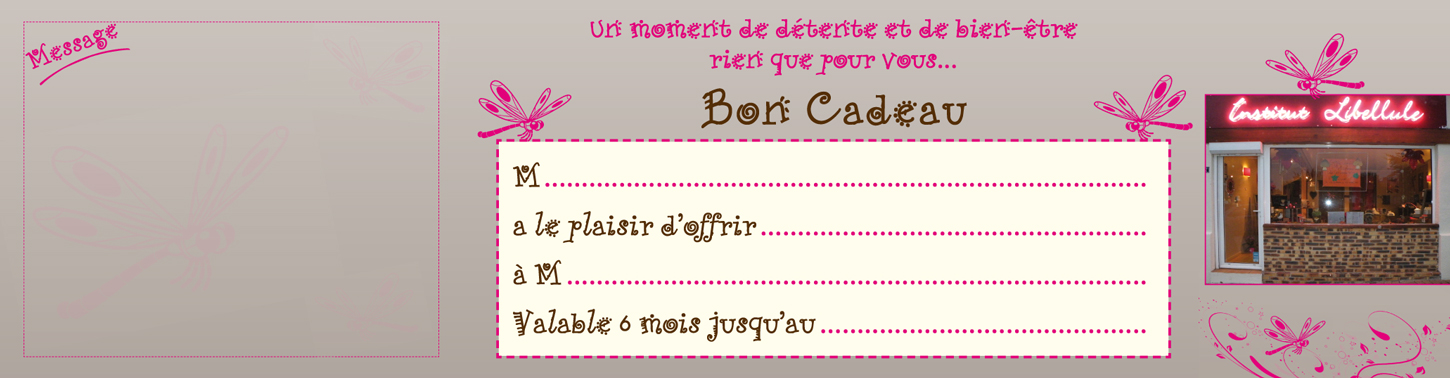 Message
Un moment de détente et de bien-être
rien que pour vous...
Bon Cadeau
M
a le plaisir d'offrir
à M
Valable 6 mois jusqu'au
Institut Libellule